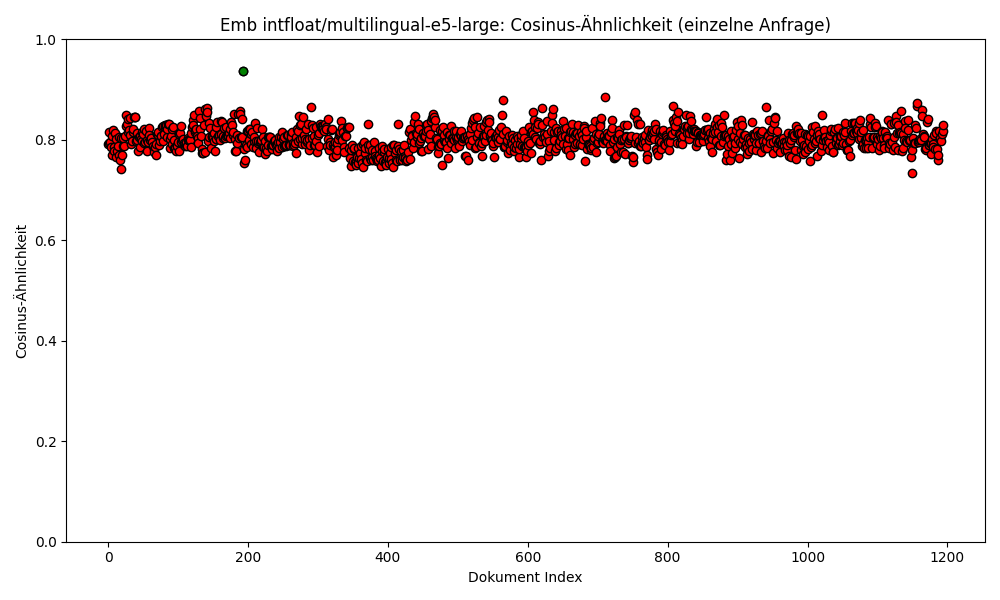 Emb intfloat/multilingual-e5-large: Cosinus-Ähnlichkeit (einzelne Anfrage)
1.0
0.8
0.6
0.4
0.2
0.0
Cosinus-Ähnlichkeit
0 200 400 600 800 1000 1200
Dokument Index